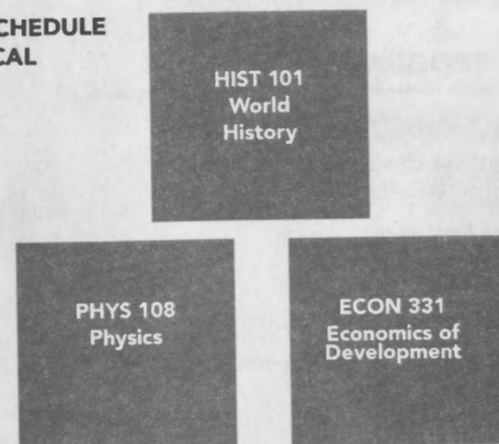 CHEDULE
CAL
HIST 101
World
History
PHYS 108
Physics
ECON 331
Economics of
Development